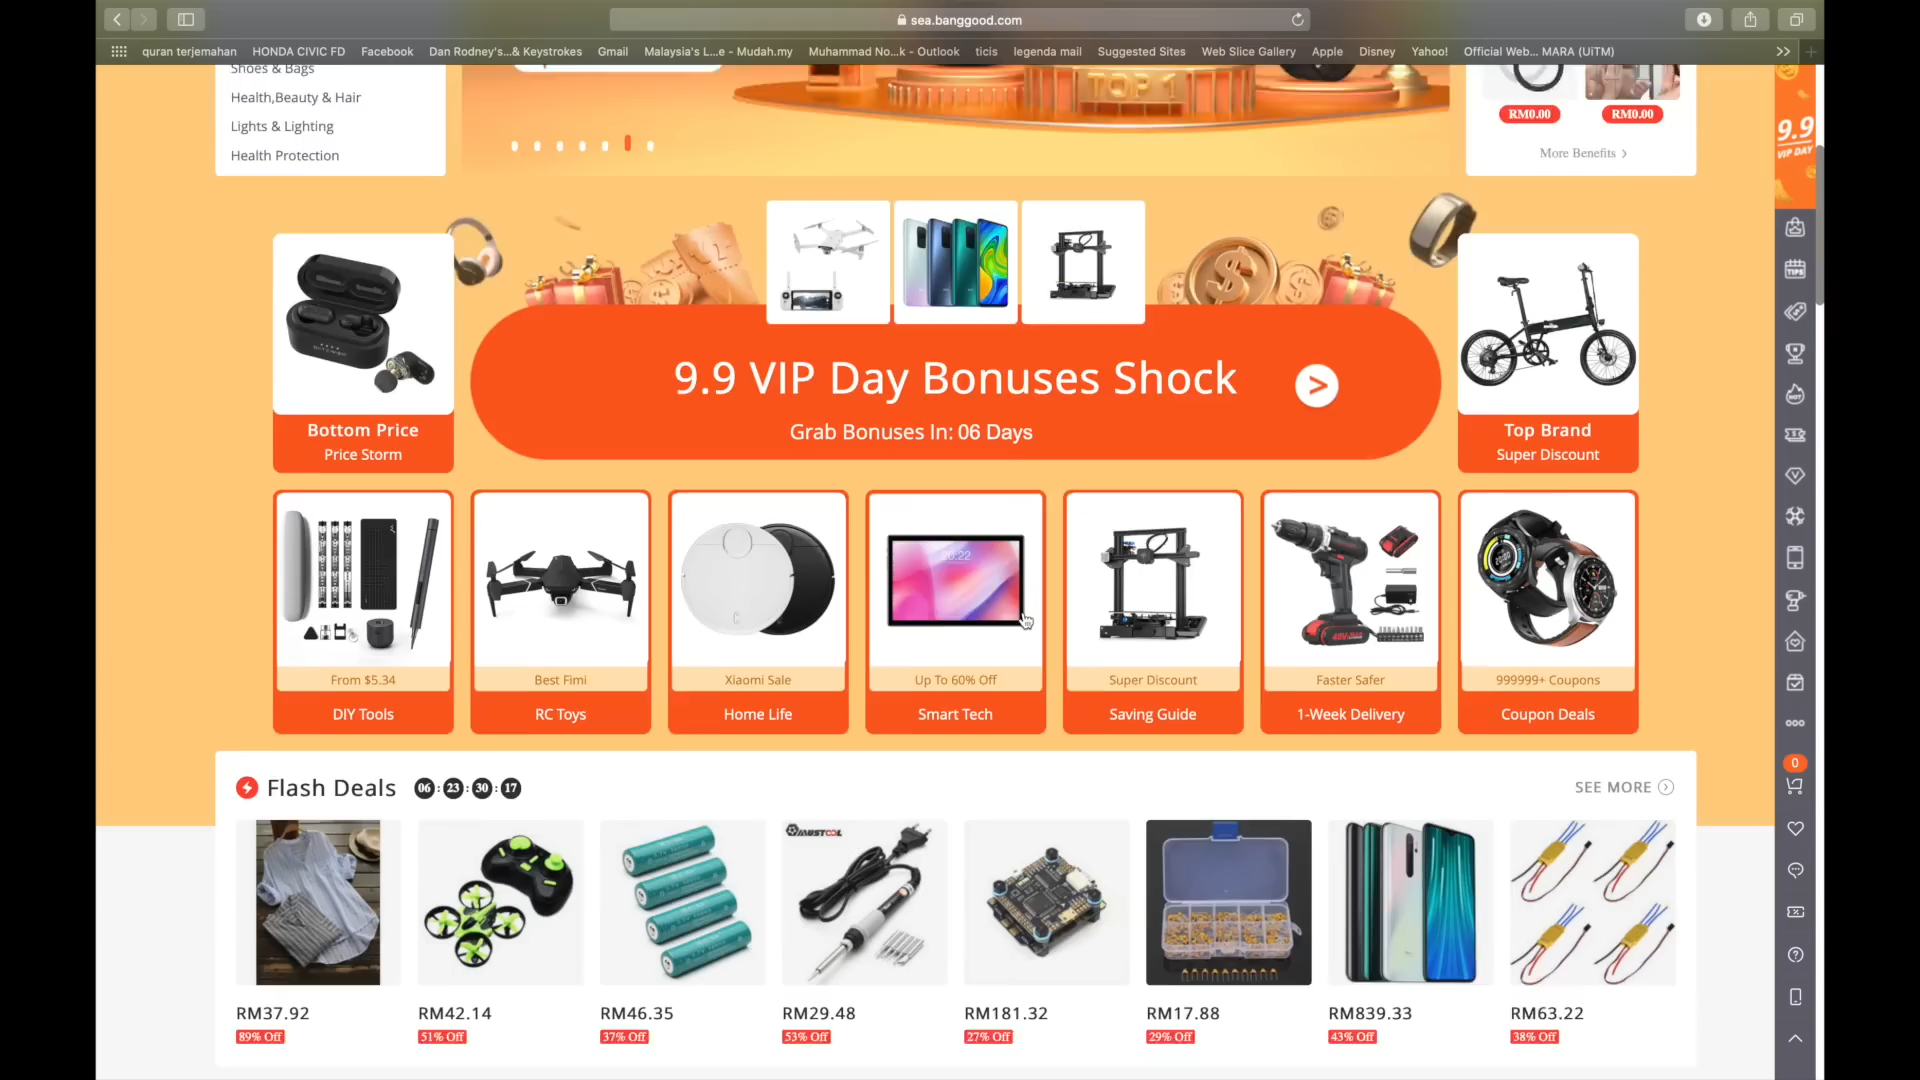 sea.banggood.com
quran terjemahan HONDA CIVIC FD Facebook Dan Rodney's...& Keystrokes Gmail Malaysia's L...e - Mudah.my Muhammad No...k - Outlook ticis legenda mail Suggested Sites Web Slice Gallery Apple Disney Yahoo! Official Web... MARA (UiTM)
Shoes & Bags
Health,Beauty & Hair
Lights & Lighting
Health Protection
TOP 1
RM0.00 RM0.00
More Benefits
9.9
VIP DAY
TIPS
HOT
9.9 VIP Day Bonuses Shock
Grab Bonuses In: 06 Days
Bottom Price
Price Storm
Top Brand
Super Discount
20:22
From $5.34
DIY Tools
Best Fimi
RC Toys
Xiaomi Sale
Home Life
Up To 60% Off
Smart Tech
Super Discount
Saving Guide
Faster Safer
1-Week Delivery
999999+ Coupons
Coupon Deals
0
Flash Deals 06 : 23 : 30 : 17
SEE MORE
MUSTOOL
RM37.92
89% Off
RM42.14
51% Off
RM46.35
37% Off
RM29.48
53% Off
RM181.32
27% Off
RM17.88
29% Off
RM839.33
43% Off
RM63.22
38% Off